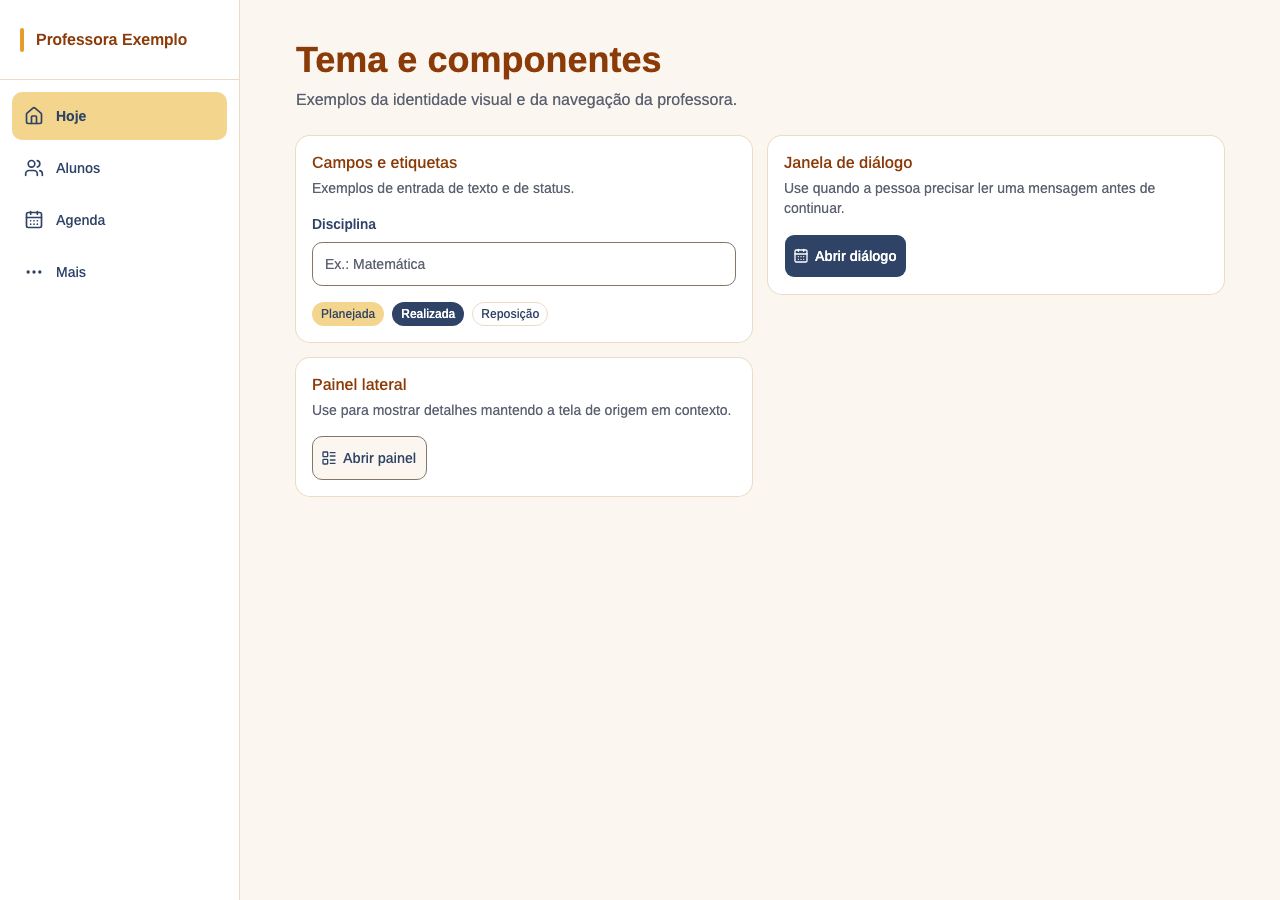 Professora Exemplo
Hoje
Alunos
Agenda
Mais
Tema e componentes
Exemplos da identidade visual e da navegação da professora.
Campos e etiquetas
Exemplos de entrada de texto e de status.
Disciplina
Ex.: Matemática
Planejada
Realizada
Reposição
Janela de diálogo
Use quando a pessoa precisar ler uma mensagem antes de
continuar.
Abrir diálogo
Painel lateral
Use para mostrar detalhes mantendo a tela de origem em contexto.
Abrir painel